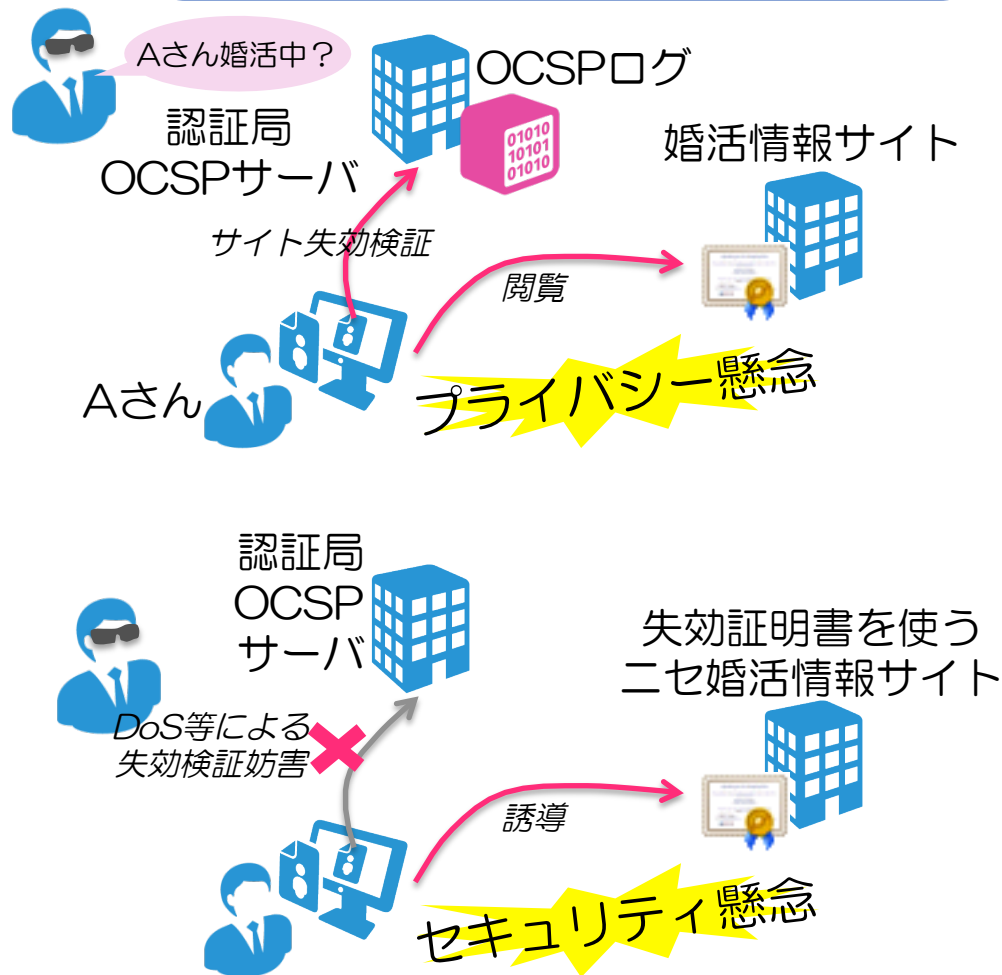 Aさん婚活中？
OCSPログ
認証局
OCSPサーバ
01010
10101
01010
婚活情報サイト
サイト失効検証
閲覧
Aさん
プライバシー懸念
認証局
OCSP
サーバ
失効証明書を使う
ニセ婚活情報サイト
DoS等による
失効検証妨害
誘導
セキュリティ懸念